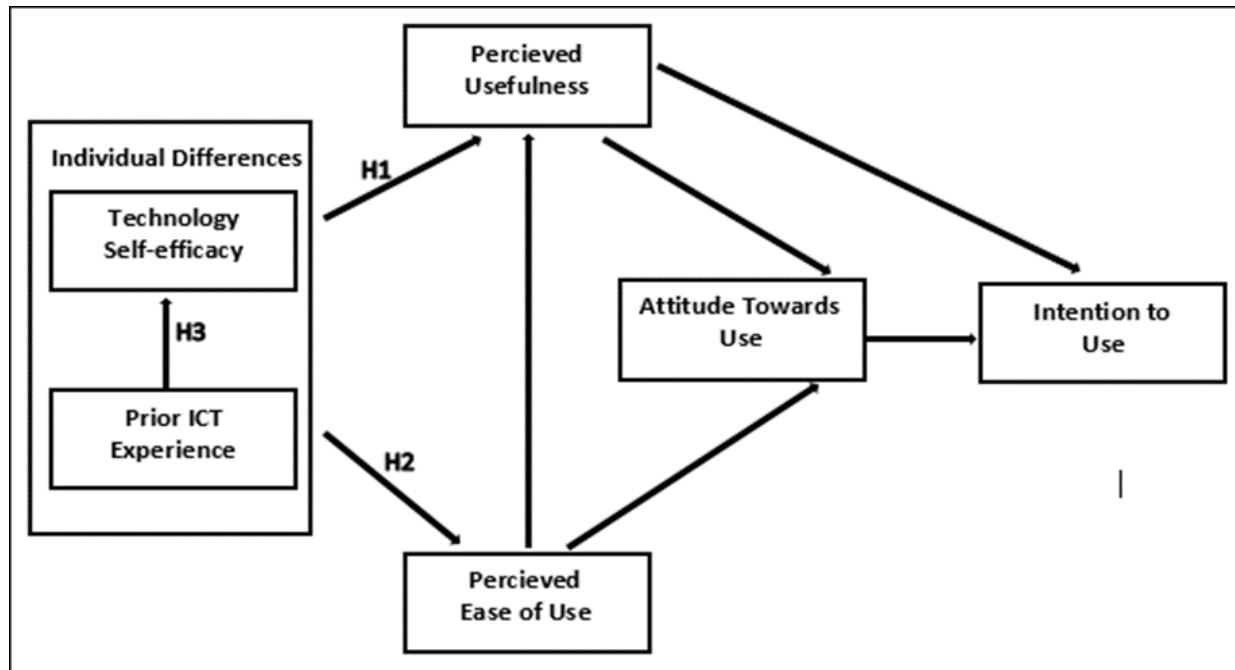 Percieved
Usefulness
Individual Differences
H1
Technology
Self-efficacy
H3
Prior ICT
Experience
H2
Attitude Towards
Use
Intention to
Use
Percieved
Ease of Use